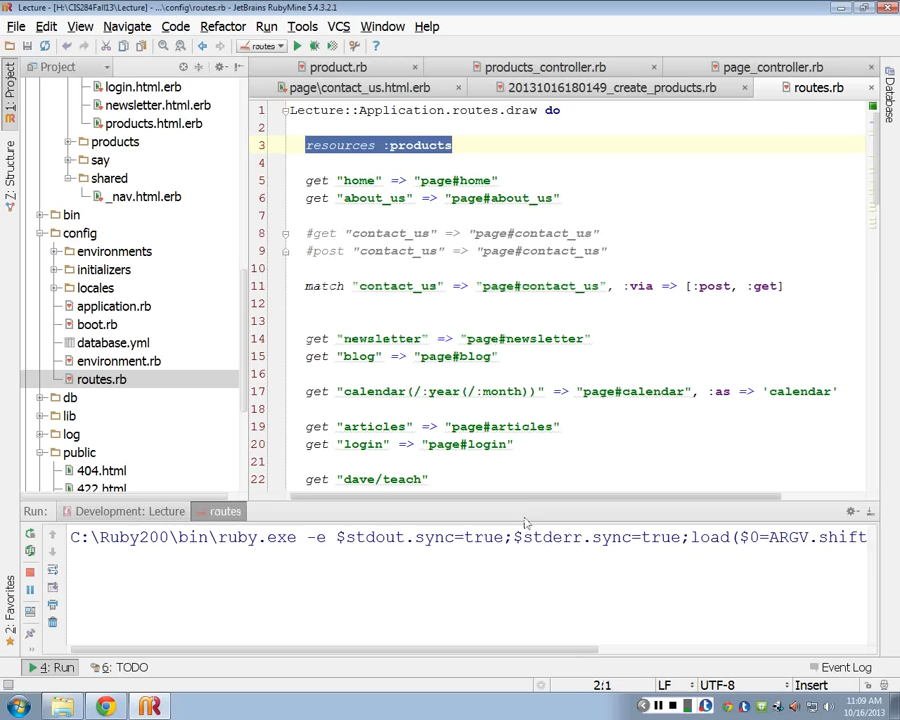 Lecture - [H:\CIS284Fall13\Lecture] - ...\config\routes.rb - JetBrains RubyMine 5.4.3.2.1
File Edit View Navigate Code Refactor Run Tools VCS Window Help
routes
Project
product.rb
products_controller.rb
page_controller.rb
page\contact_us.html.erb
20131016180149_create_products.rb
routes.rb
1: Project
Z: Structure
2: Favorites
Database
login.html.erb
newsletter.html.erb
products.html.erb
products
say
shared
_nav.html.erb
bin
config
environments
initializers
locales
application.rb
boot.rb
database.yml
environment.rb
routes.rb
db
lib
log
public
404.html
422.html
1 Lecture::Application.routes.draw do
2
3 resources :products
4
5 get "home" => "page#home"
6 get "about_us" => "page#about_us"
7
8 #get "contact_us" => "page#contact_us"
9 #post "contact_us" => "page#contact_us"
10
11 match "contact_us" => "page#contact_us", :via => [:post, :get]
12
13
14 get "newsletter" => "page#newsletter"
15 get "blog" => "page#blog"
16
17 get "calendar(/:year(/:month))" => "page#calendar", :as => 'calendar'
18
19 get "articles" => "page#articles"
20 get "login" => "page#login"
21
22 get "dave/teach"
Run:
Development: Lecture
routes
C:\Ruby200\bin\ruby.exe -e $stdout.sync=true;$stderr.sync=true;load($0=ARGV.shift
4: Run
6: TODO
Event Log
2:1 LF UTF-8 Insert
11:09 AM
10/16/2013